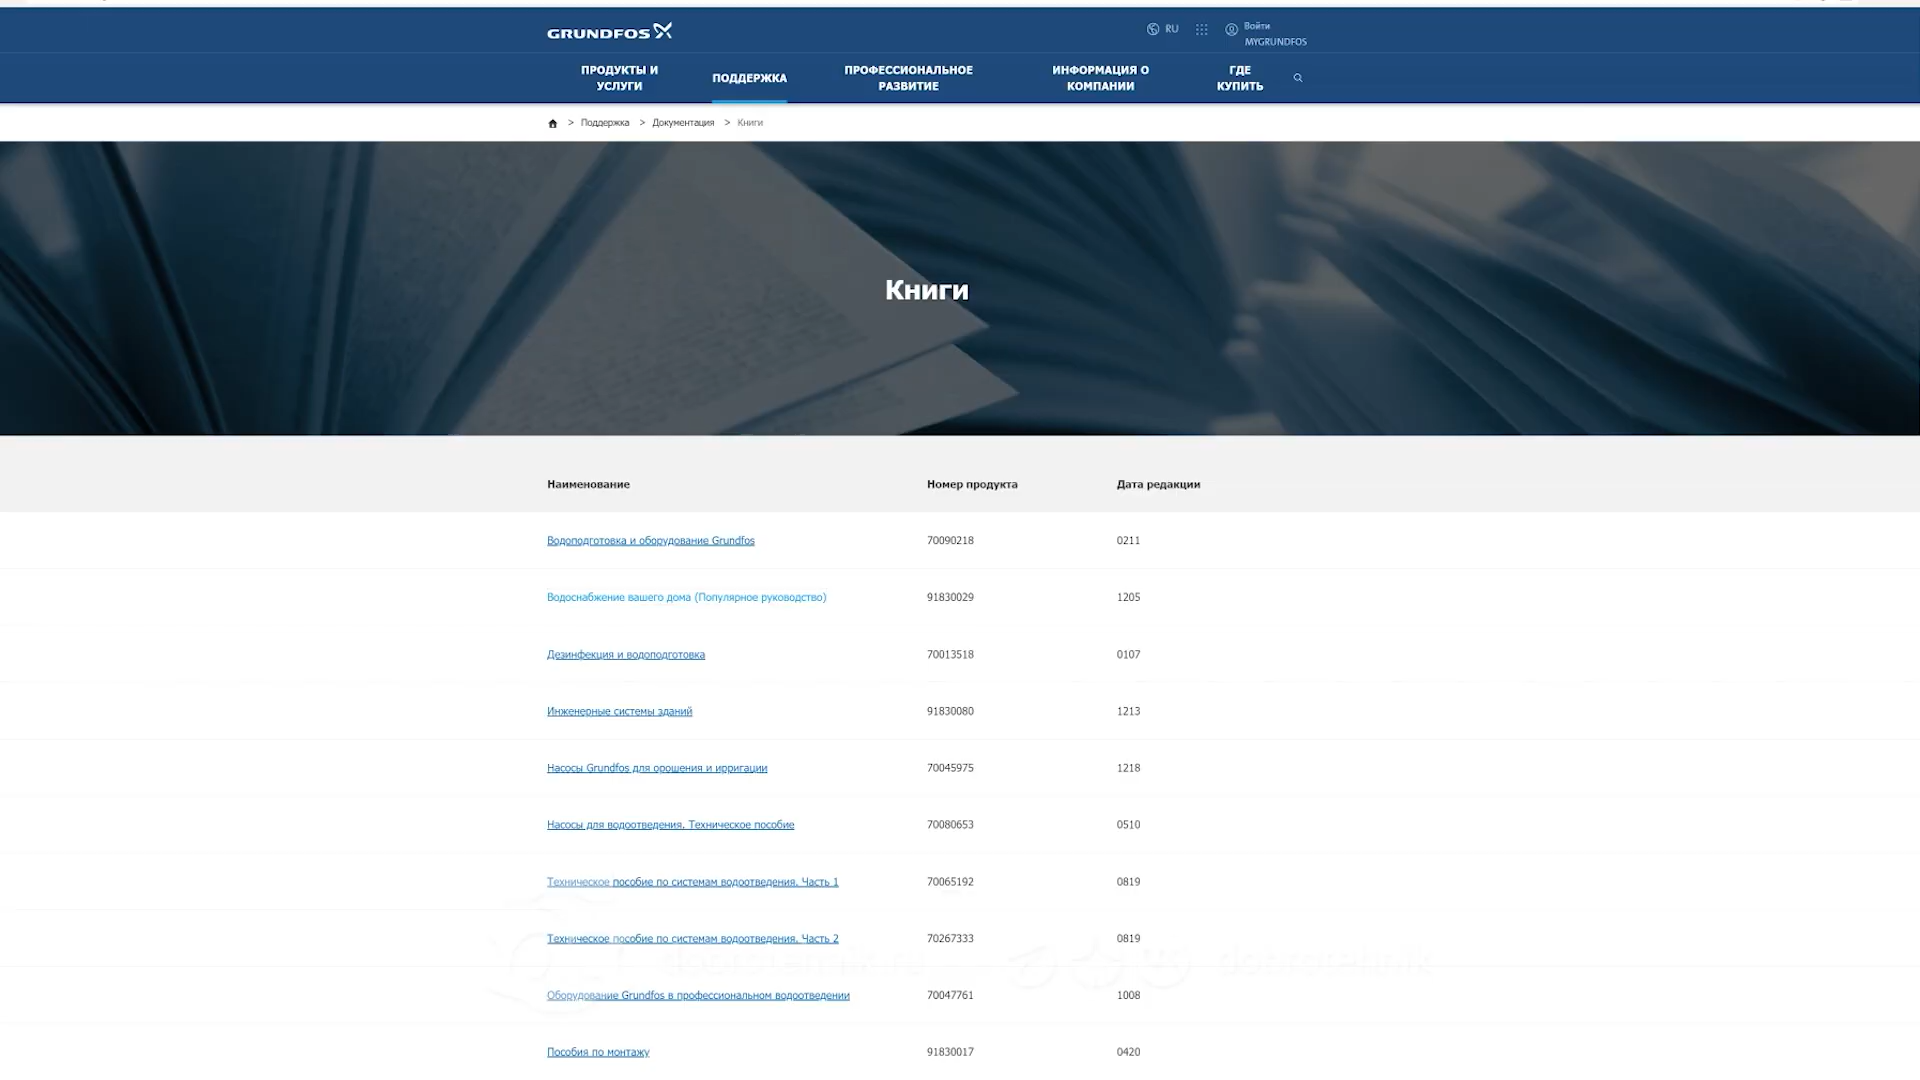 GRUNDFOS
RU
Войти
MYGRUNDFOS
ПРОДУКТЫ И
УСЛУГИ
ПОДДЕРЖКА
ПРОФЕССИОНАЛЬНОЕ
РАЗВИТИЕ
ИНФОРМАЦИЯ О
КОМПАНИИ
ГДЕ
КУПИТЬ
> Поддержка > Документация > Книги
Книги
Наименование Номер продукта Дата редакции
Водоподготовка и оборудование Grundfos 70090218 0211
Водоснабжение вашего дома (Популярное руководство) 91830029 1205
Дезинфекция и водоподготовка 70013518 0107
Инженерные системы зданий 91830080 1213
Насосы Grundfos для орошения и ирригации 70045975 1218
Насосы для водоотведения. Техническое пособие 70080653 0510
Техническое пособие по системам водоотведения. Часть 1 70065192 0819
Техническое пособие по системам водоотведения. Часть 2 70267333 0819
Оборудование Grundfos в профессиональном водоотведении 70047761 1008
Пособия по монтажу 91830017 0420